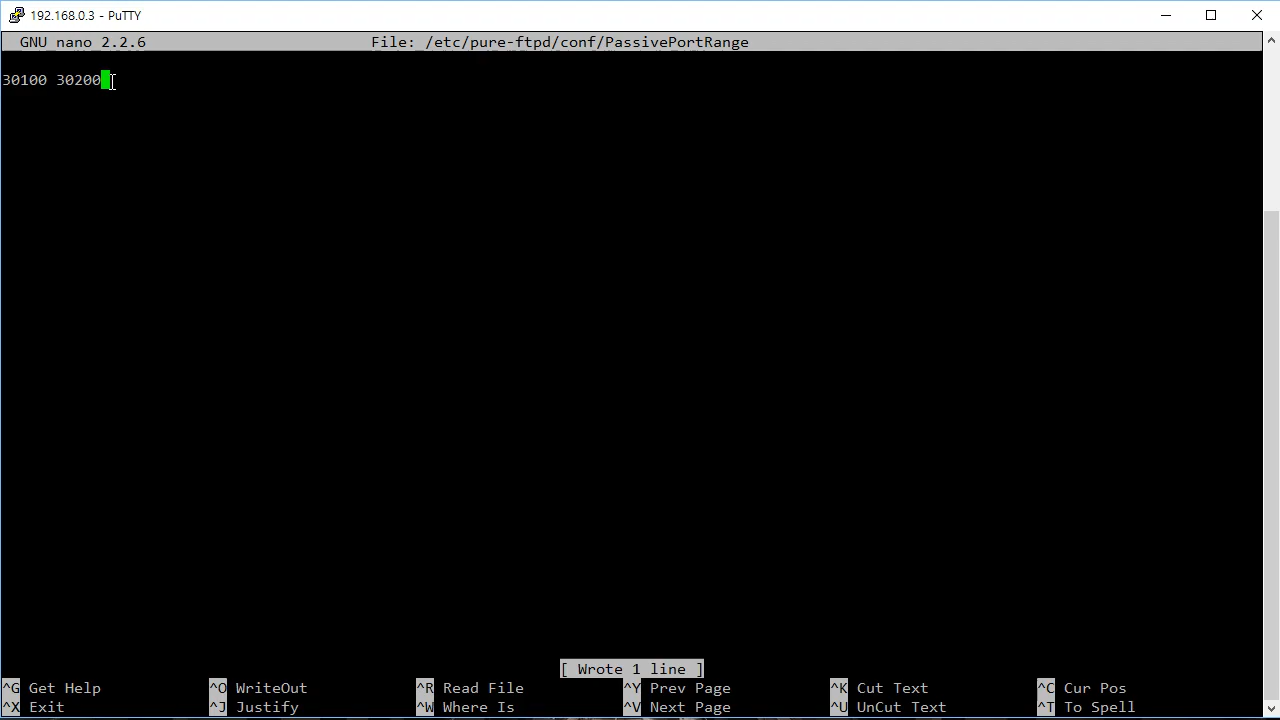 192.168.0.3 - PuTTY
GNU nano 2.2.6 File: /etc/pure-ftpd/conf/PassivePortRange
30100 30200
[ Wrote 1 line ]
^G Get Help ^O WriteOut ^R Read File ^Y Prev Page ^K Cut Text ^C Cur Pos
^X Exit ^J Justify ^W Where Is ^V Next Page ^U UnCut Text ^T To Spell